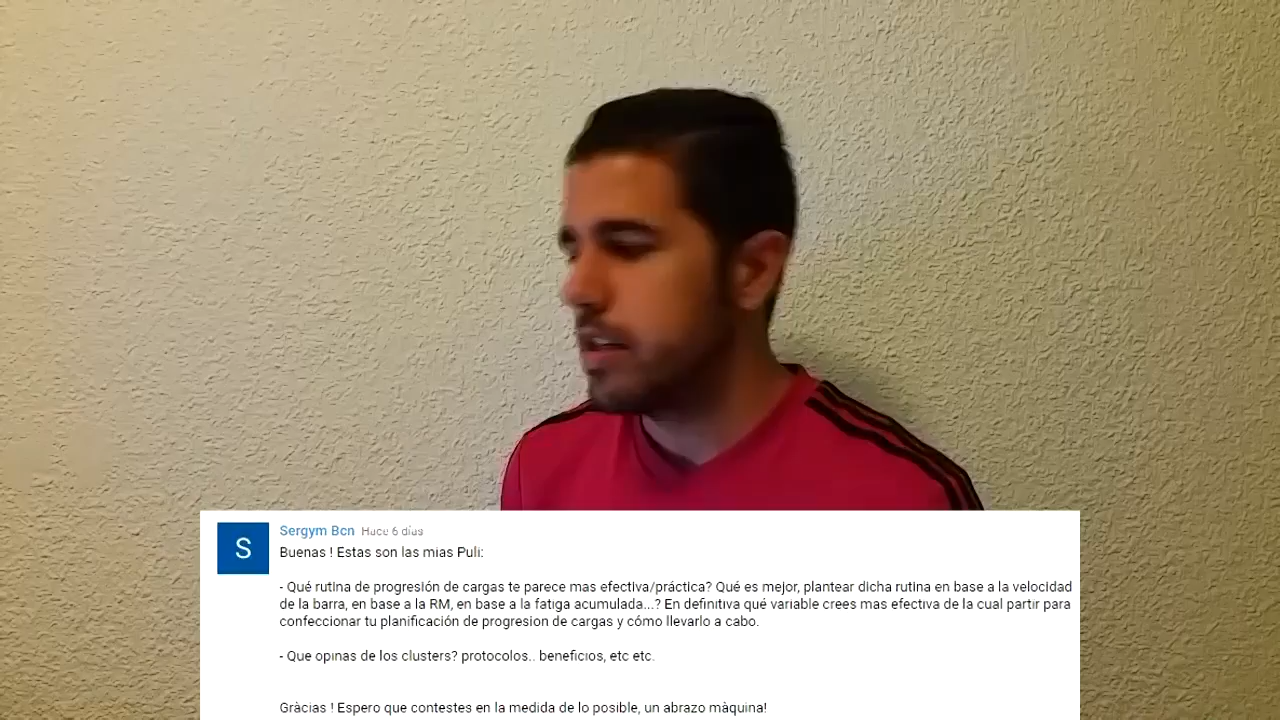 S
Sergym Bcn Hace 6 días
Buenas ! Estas son las mias Puli:
- Qué rutina de progresión de cargas te parece mas efectiva/práctica? Qué es mejor, plantear dicha rutina en base a la velocidad
de la barra, en base a la RM, en base a la fatiga acumulada...? En definitiva qué variable crees mas efectiva de la cual partir para
confeccionar tu planificación de progresion de cargas y cómo llevarlo a cabo.
- Que opinas de los clusters? protocolos.. beneficios, etc etc.
Gràcias ! Espero que contestes en la medida de lo posible, un abrazo màquina!